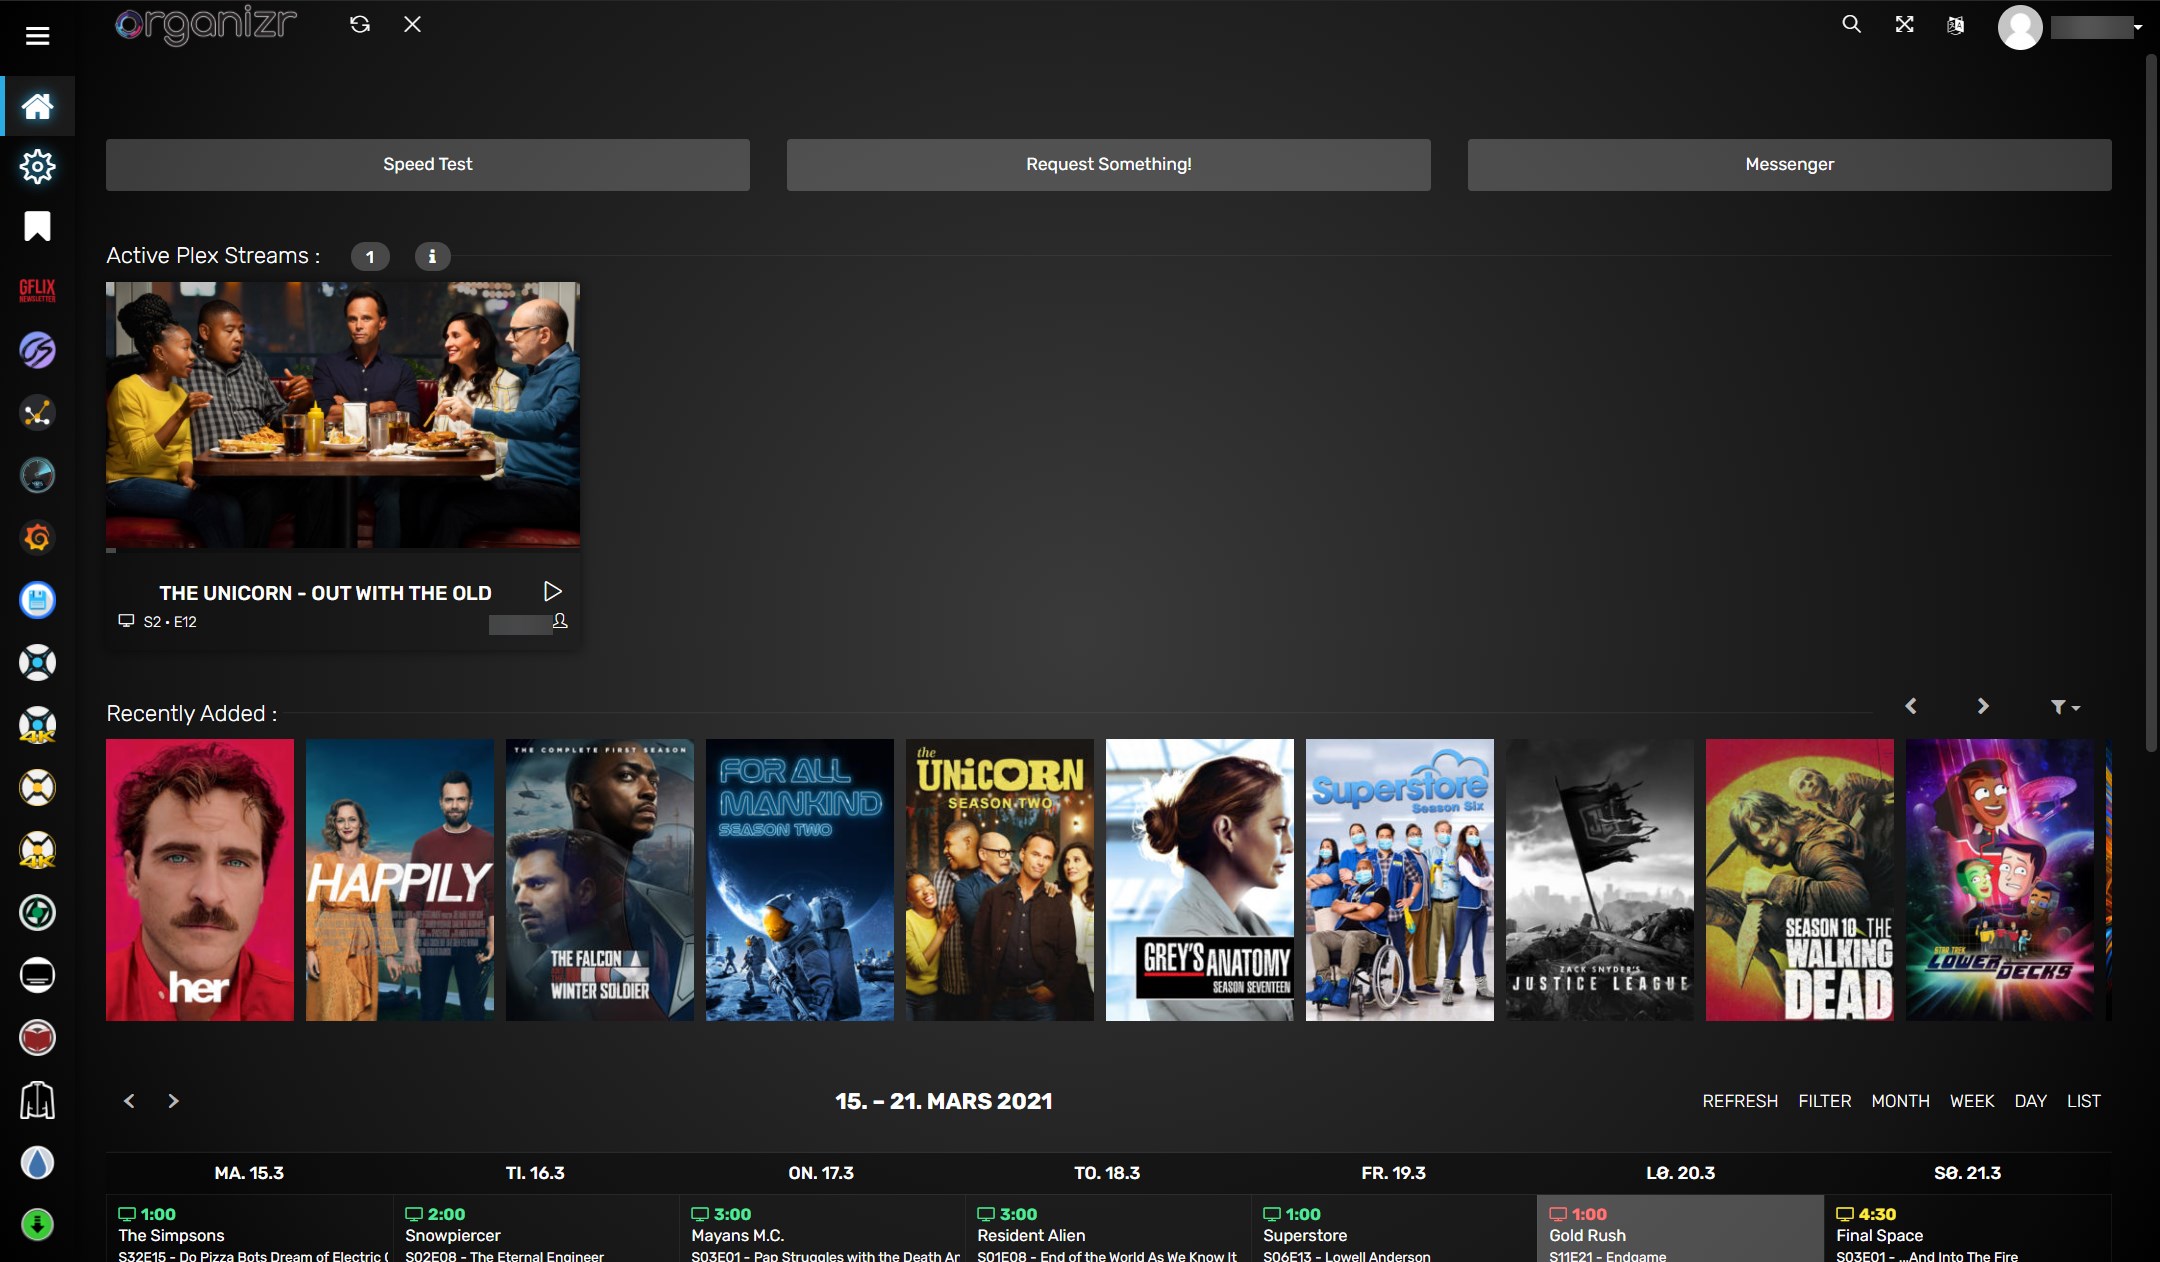 organizr
Speed Test
Request Something!
Messenger
GFLIX
NEWSLETTER
Active Plex Streams :
1
i
THE UNICORN - OUT WITH THE OLD
S2 • E12
Recently Added :
4K
4K
her
HAPPILY
THE COMPLETE FIRST SEASON
THE FALCON
WINTER SOLDIER
FOR ALL
MANKIND
SEASON TWO
the
UNiCORN
SEASON TWO
GREY'S ANATOMY
SEASON SEVENTEEN
Superstore
Season Six
ZACK SNYDER'S
JUSTICE LEAGUE
SEASON 10 THE
WALKING
DEAD
STAR TREK
LOWER DECKS
15. – 21. MARS 2021
REFRESH FILTER MONTH WEEK DAY LIST
MA. 15.3 TI. 16.3 ON. 17.3 TO. 18.3 FR. 19.3 LØ. 20.3 SØ. 21.3
1:00
The Simpsons
S32E15 - Do Pizza Bots Dream of Electric
2:00
Snowpiercer
S02E08 - The Eternal Engineer
3:00
Mayans M.C.
S03E01 - Pap Struggles with the Death
3:00
Resident Alien
S01E08 - End of the World As We Know It
1:00
Superstore
S06E13 - Lowell Anderson
1:00
Gold Rush
S11E21 - Endgame
4:30
Final Space
S03E01 - ...And Into The Fire